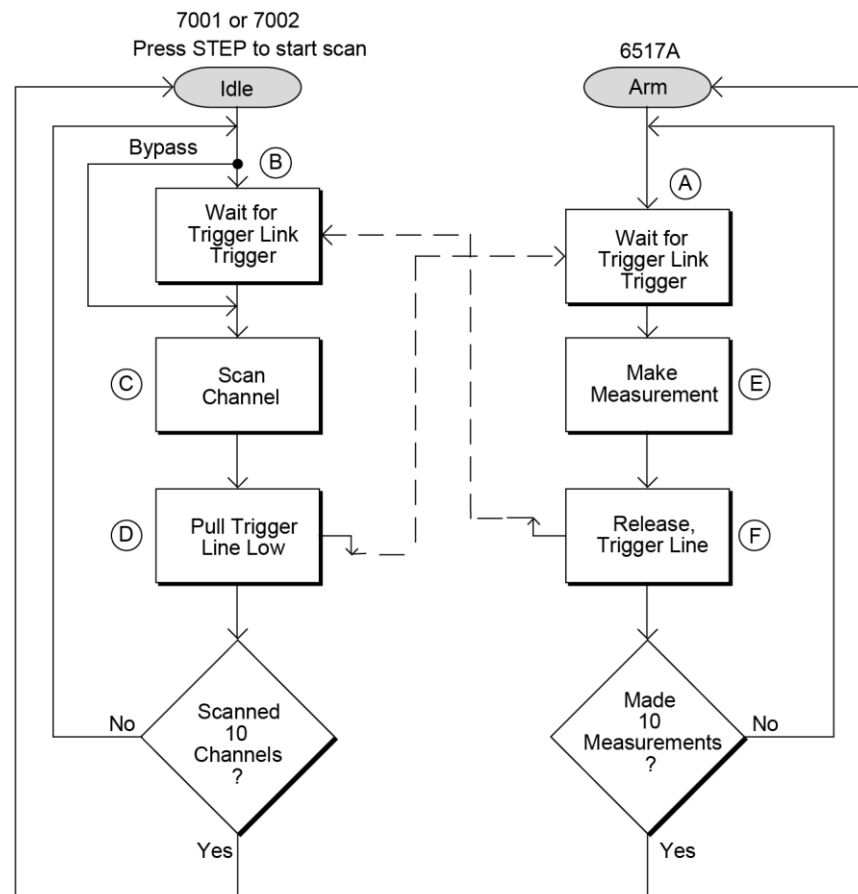 7001 or 7002
Press STEP to start scan
Idle
Bypass
B
Wait for
Trigger Link
Trigger
C
Scan
Channel
D
Pull Trigger
Line Low
No
Scanned
10
Channels
?
Yes
6517A
Arm
A
Wait for
Trigger Link
Trigger
Make
Measurement
E
Release,
Trigger Line
F
Made
10
Measurements
?
No
Yes